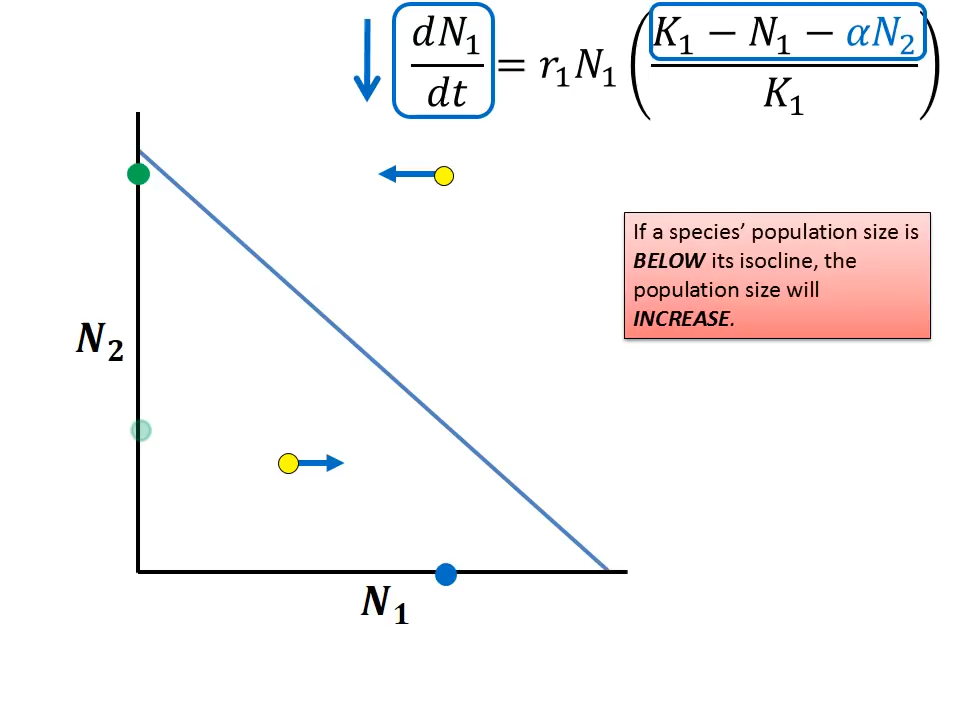 dN₁/dt = r₁N₁ ((K₁ − N₁ − αN₂)/K₁)
If a species’ population size is
BELOW its isocline, the
population size will
INCREASE.
N₂
N₁